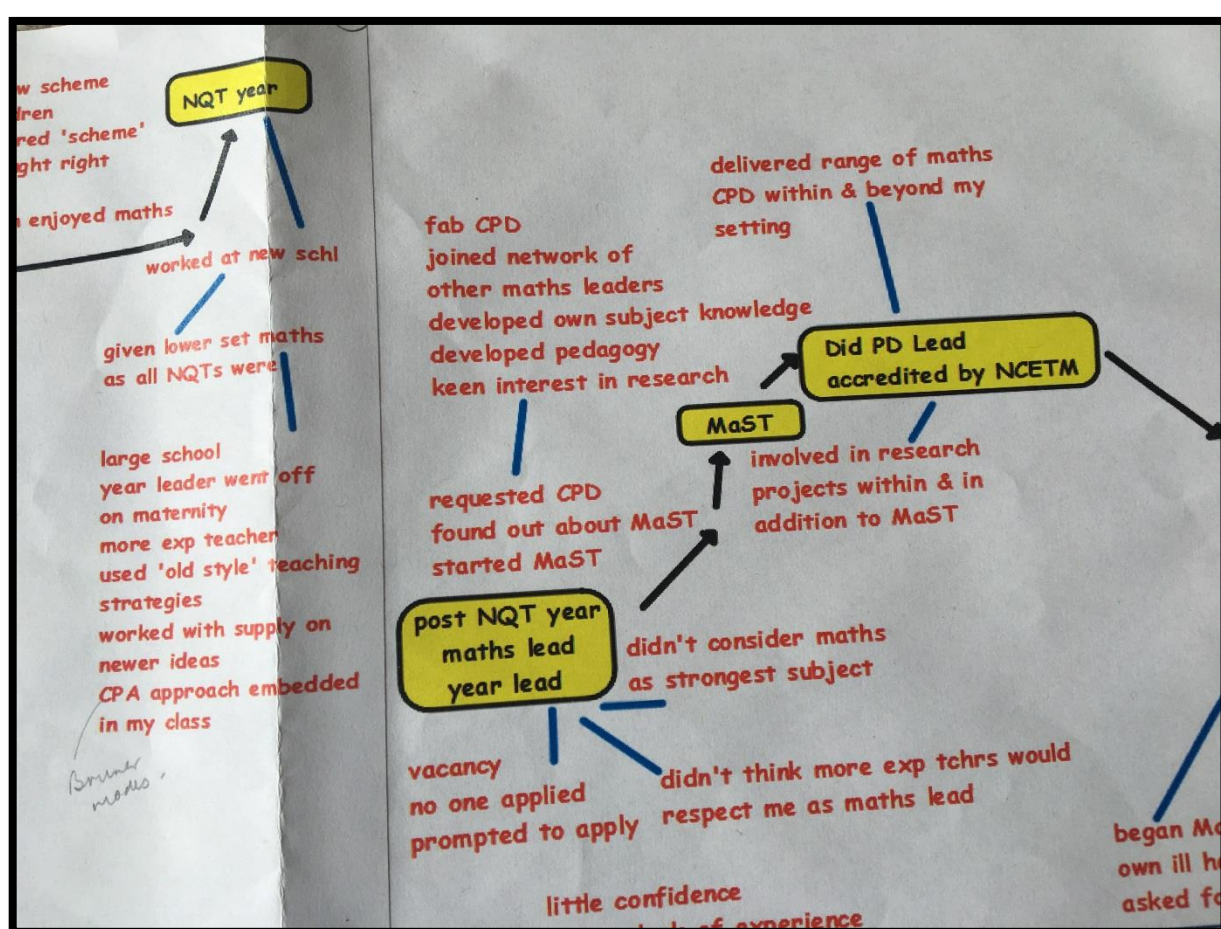 scheme
'scheme'
right
enjoyed maths
NQT year
worked at new schl
given lower set maths
as all NQTs were
large school
year leader went off
on maternity
more exp teacher
used 'old style' teaching
strategies
worked with supply on
newer ideas
CPA approach embedded
in my class
Bruner
modes.
fab CPD
joined network of
other maths leaders
developed own subject knowledge
developed pedagogy
keen interest in research
requested CPD
found out about MaST
started MaST
post NQT year
maths lead
year lead
didn't consider maths
as strongest subject
vacancy
no one applied
prompted to apply
didn't think more exp tchrs would
respect me as maths lead
little confidence
of experience
MaST
delivered range of maths
CPD within & beyond my
setting
Did PD Lead
accredited by NCETM
involved in research
projects within & in
addition to MaST
began
own ill
asked